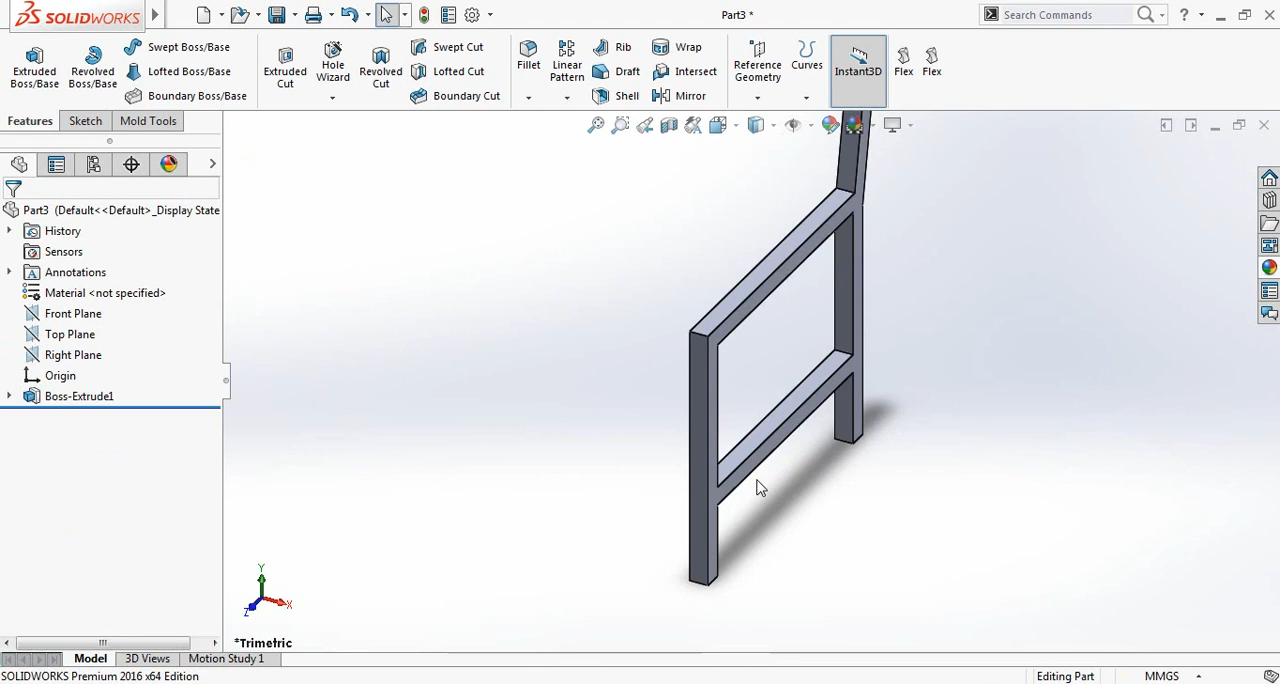 SOLIDWORKS
Part3 *
Search Commands
?
Extruded Boss/Base
Revolved Boss/Base
Swept Boss/Base
Lofted Boss/Base
Boundary Boss/Base
Extruded Cut
Hole Wizard
Revolved Cut
Swept Cut
Lofted Cut
Boundary Cut
Fillet
Linear Pattern
Rib
Draft
Shell
Wrap
Intersect
Mirror
Reference Geometry
Curves
Instant3D
Flex
Flex
Features
Sketch
Mold Tools
Part3 (Default<<Default>_Display State
History
Sensors
Annotations
Material <not specified>
Front Plane
Top Plane
Right Plane
Origin
Boss-Extrude1
Y
X
Z
*Trimetric
Model
3D Views
Motion Study 1
SOLIDWORKS Premium 2016 x64 Edition
Editing Part
MMGS